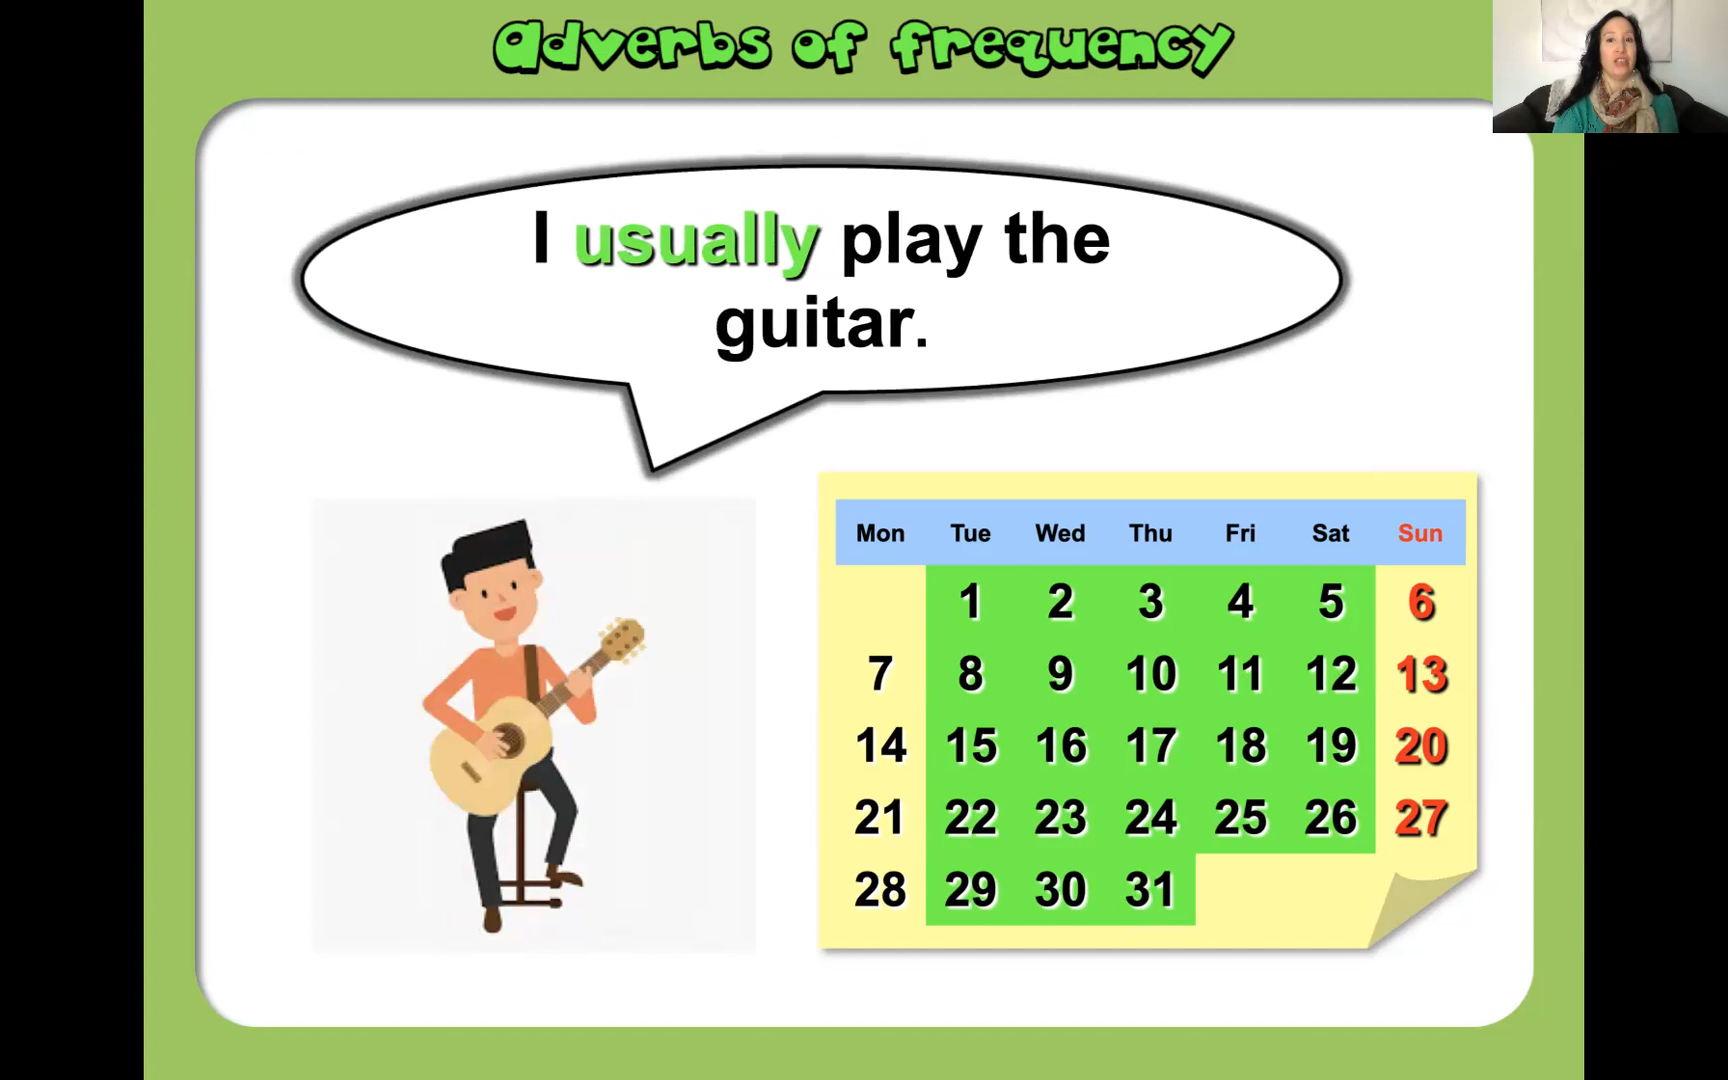 adverbs of frequency
I usually play the
guitar.
Mon Tue Wed Thu Fri Sat Sun
1 2 3 4 5 6
7 8 9 10 11 12 13
14 15 16 17 18 19 20
21 22 23 24 25 26 27
28 29 30 31